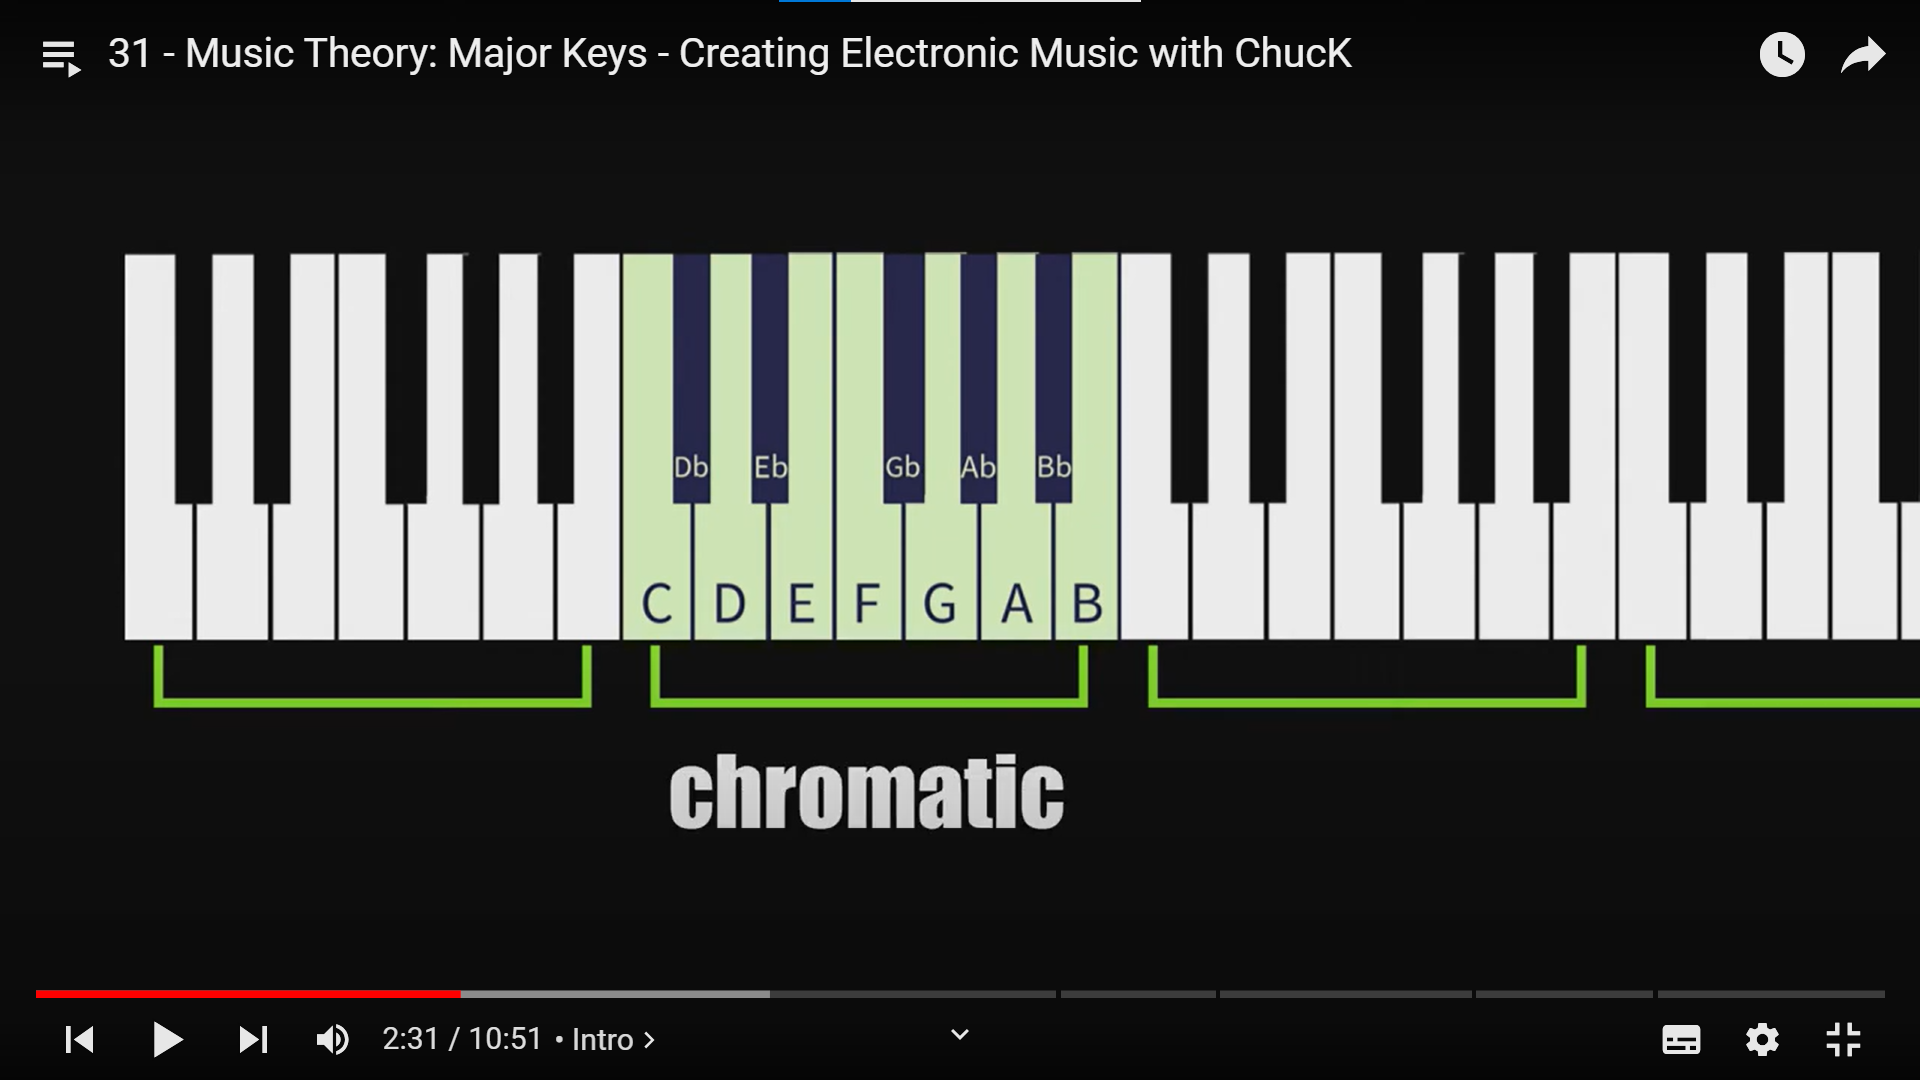 31 - Music Theory: Major Keys - Creating Electronic Music with ChucK
Db Eb Gb Ab Bb
C D E F G A B
chromatic
2:31 / 10:51 • Intro